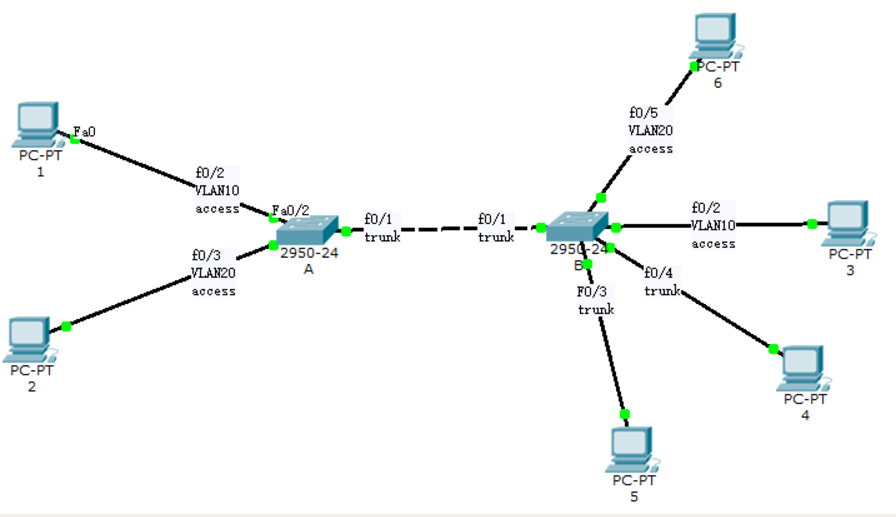 PC-PT
6
f0/5
VLAN20
access
Fa0
PC-PT
1
f0/2
VLAN10
access
Fa0/2
f0/1
trunk
f0/1
trunk
2950-24
A
2950-24
B
f0/2
VLAN10
access
PC-PT
3
f0/3
VLAN20
access
f0/4
trunk
F0/3
trunk
PC-PT
2
PC-PT
4
PC-PT
5